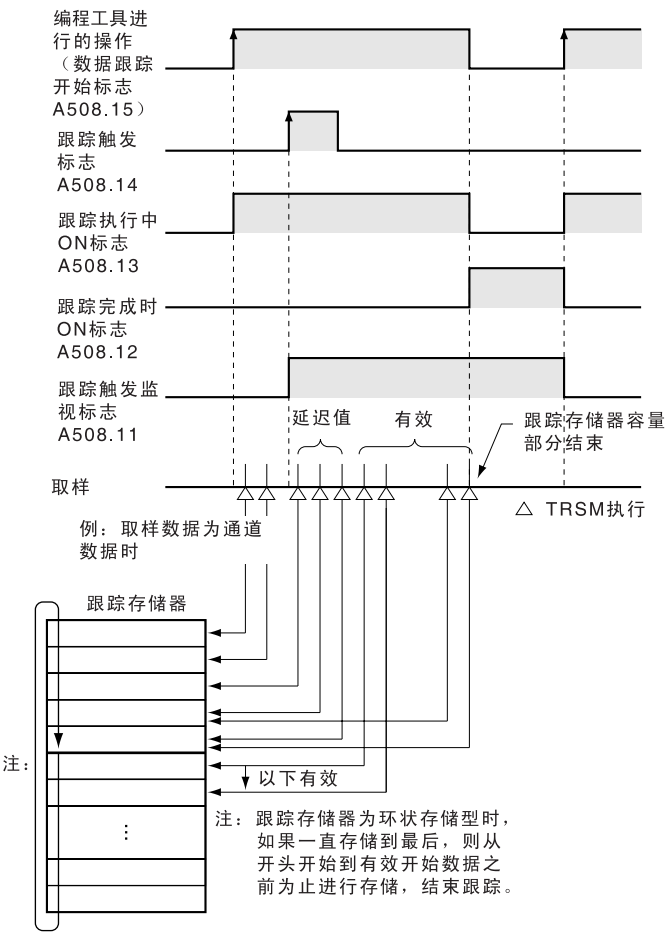 编程工具进
行的操作
（数据跟踪
开始标志
A508.15）
跟踪触发
标志
A508.14
跟踪执行中
ON标志
A508.13
跟踪完成时
ON标志
A508.12
跟踪触发监
视标志
A508.11
延迟值
有效
跟踪存储器容量
部分结束
取样
△ TRSM执行
例：取样数据为通道
数据时
跟踪存储器
注：
以下有效
注：跟踪存储器为环状存储型时，
如果一直存储到最后，则从
开头开始到有效开始数据之
前为止进行存储，结束跟踪。